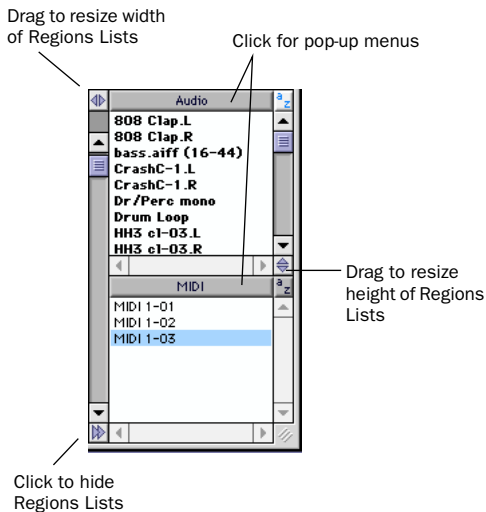 Drag to resize width
of Regions Lists
Click for pop-up menus
Audio
a
z
808 Clap.L
808 Clap.R
bass.aiff (16-44)
CrashC-1.L
CrashC-1.R
Dr/Perc mono
Drum Loop
HH3 cl-03.L
HH3 cl-03.R
MIDI
a
z
MIDI 1-01
MIDI 1-02
MIDI 1-03
Drag to resize
height of Regions
Lists
Click to hide
Regions Lists